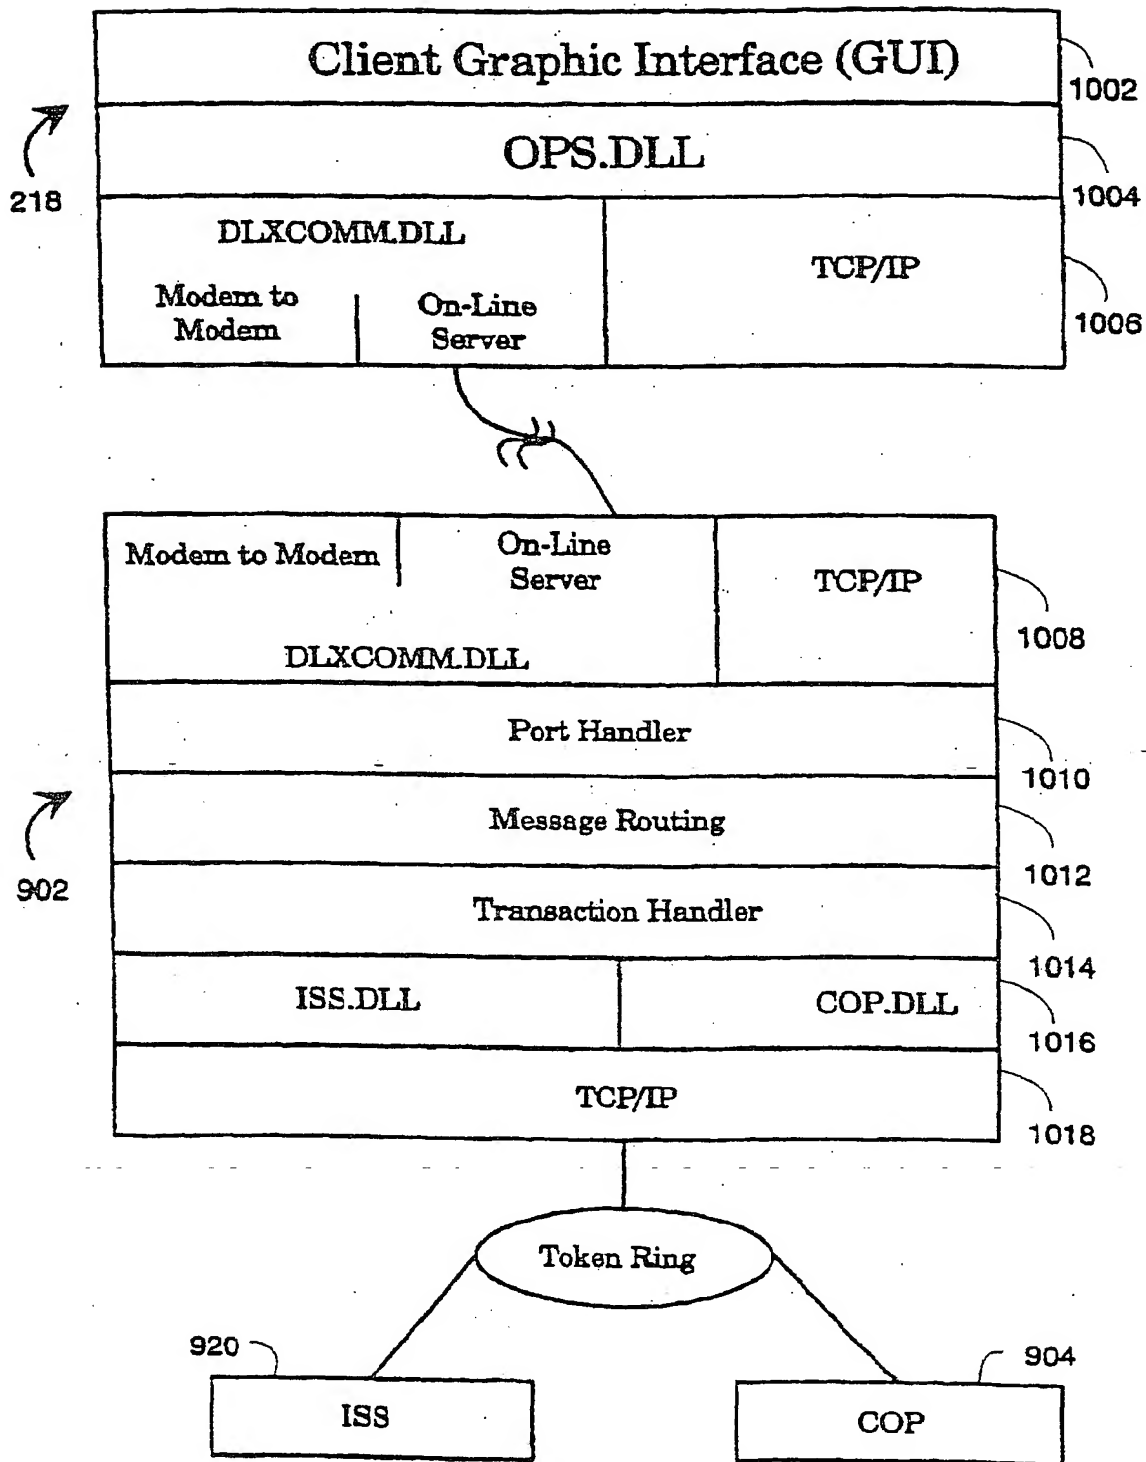 Client Graphic Interface (GUI)
1002
OPS.DLL
1004
218
DLXCOMM.DLL
TCP/IP
Modem to
Modem
On-Line
Server
1006
Modem to Modem
On-Line
Server
TCP/IP
1008
DLXCOMM.DLL
Port Handler
1010
Message Routing
1012
902
Transaction Handler
1014
ISS.DLL
COP.DLL
1016
TCP/IP
1018
Token Ring
920
904
ISS
COP